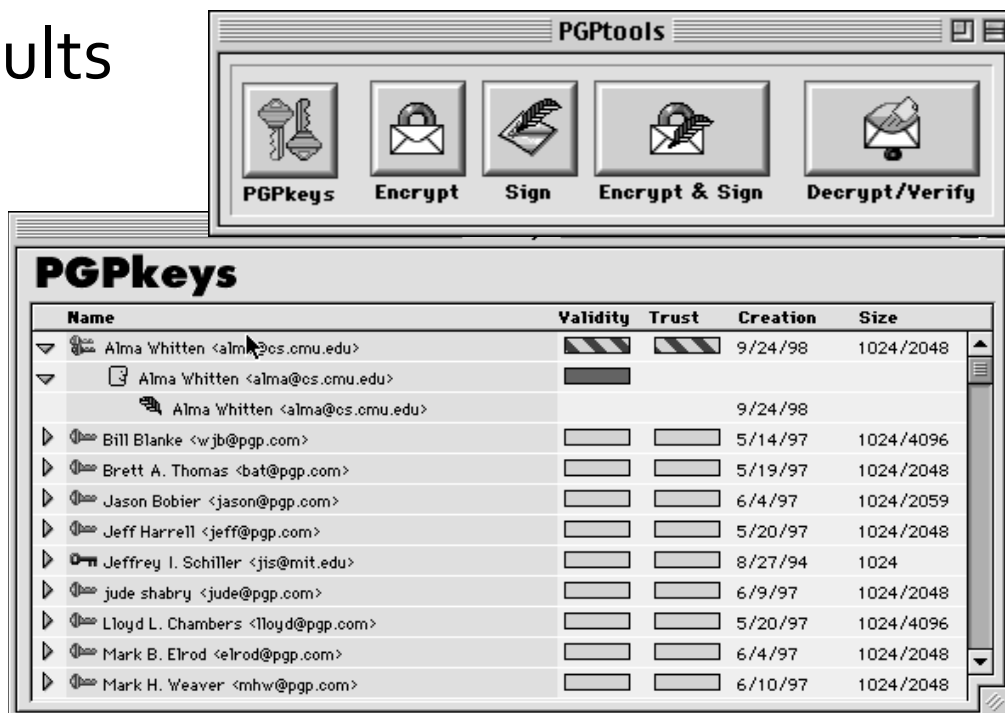 ults
PGPtools
PGPkeys Encrypt Sign Encrypt & Sign Decrypt/Verify
PGPkeys
Name Validity Trust Creation Size
Alma Whitten <alma@cs.cmu.edu> 9/24/98 1024/2048
Alma Whitten <alma@cs.cmu.edu>
Alma Whitten <alma@cs.cmu.edu> 9/24/98
Bill Blanke <wjb@pgp.com> 5/14/97 1024/4096
Brett A. Thomas <bat@pgp.com> 5/19/97 1024/2048
Jason Bobier <jason@pgp.com> 6/4/97 1024/2059
Jeff Harrell <jeff@pgp.com> 5/20/97 1024/2048
Jeffrey I. Schiller <jis@mit.edu> 8/27/94 1024
jude shabry <jude@pgp.com> 6/9/97 1024/2048
Lloyd L. Chambers <lloyd@pgp.com> 5/20/97 1024/4096
Mark B. Elrod <elrod@pgp.com> 6/4/97 1024/2048
Mark H. Weaver <mhw@pgp.com> 6/10/97 1024/2048